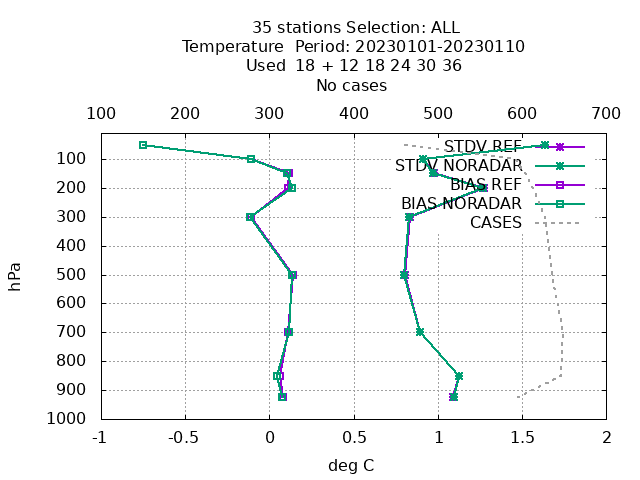 35 stations Selection: ALL
Temperature  Period: 20230101-20230110
Used  18 + 12 18 24 30 36
No cases
100 200 300 400 500 600 700
STDV REF
100
STDV NORADAR
BIAS REF
200
BIAS NORADAR
300
CASES
400
hPa
500
600
700
800
900
1000
-1 -0.5 0 0.5 1 1.5 2
deg C